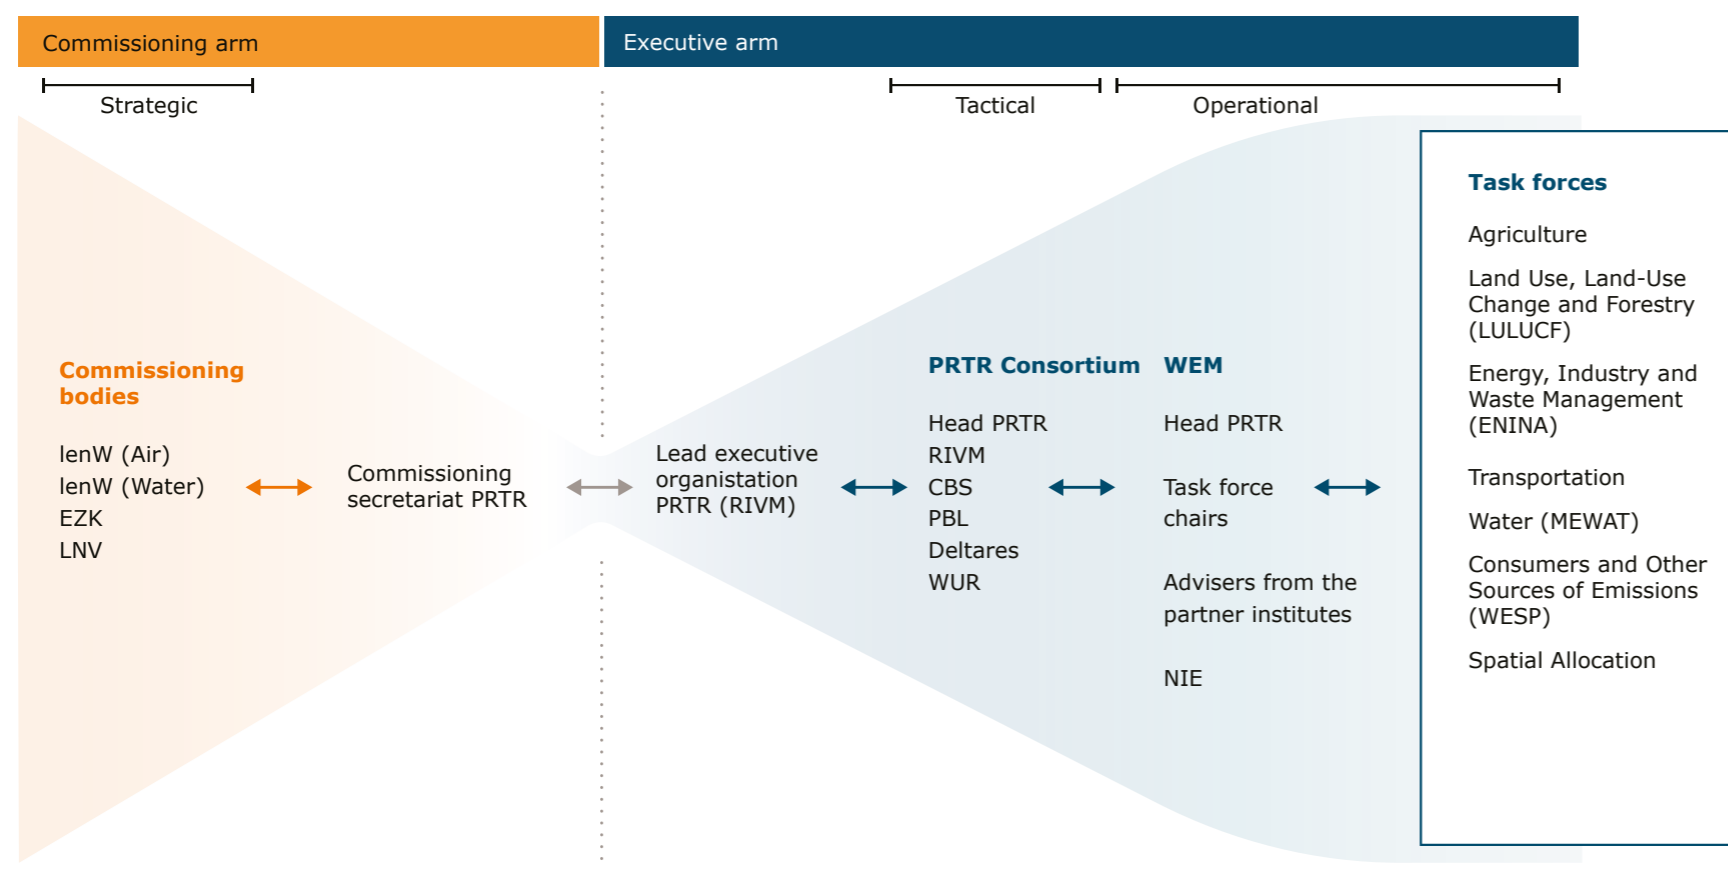 Commissioning arm
Executive arm
Strategic
Tactical
Operational
Commissioning
bodies
lenW (Air)
lenW (Water)
EZK
LNV
Commissioning
secretariat PRTR
Lead executive
organistation
PRTR (RIVM)
PRTR Consortium
Head PRTR
RIVM
CBS
PBL
Deltares
WUR
WEM
Head PRTR
Task force
chairs
Advisers from the
partner institutes
NIE
Task forces
Agriculture
Land Use, Land-Use
Change and Forestry
(LULUCF)
Energy, Industry and
Waste Management
(ENINA)
Transportation
Water (MEWAT)
Consumers and Other
Sources of Emissions
(WESP)
Spatial Allocation